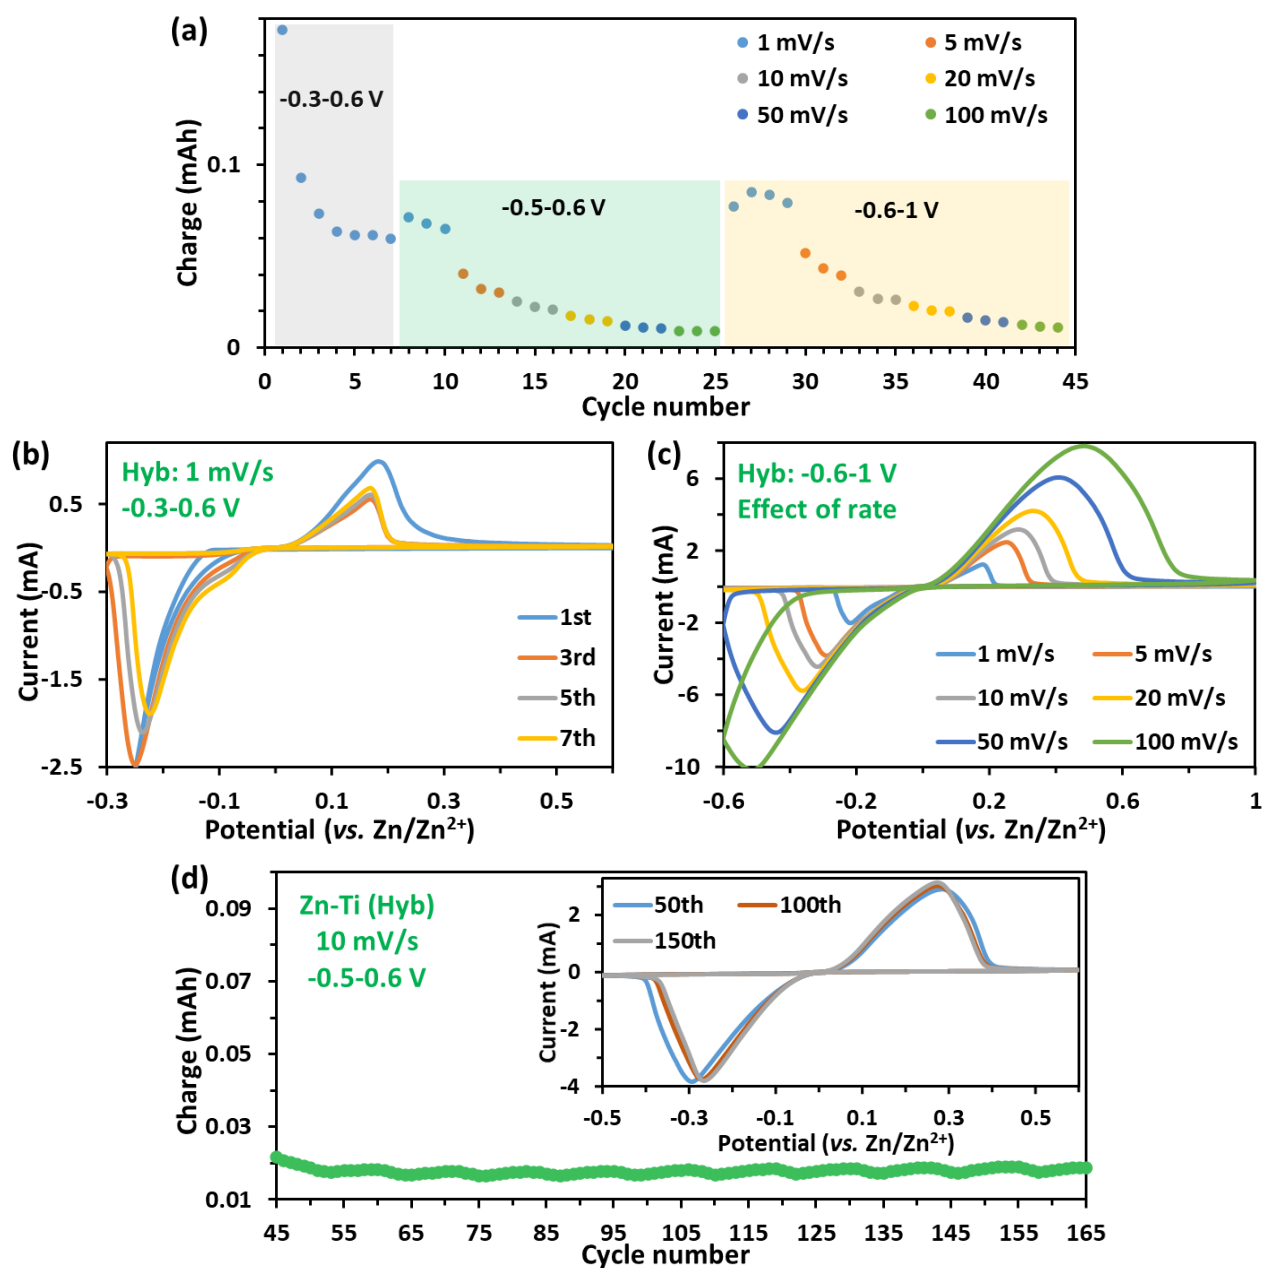 (a)
1 mV/s
5 mV/s
10 mV/s
20 mV/s
50 mV/s
100 mV/s
-0.3-0.6 V
-0.5-0.6 V
-0.6-1 V
Charge (mAh)
0.1
0
0 5 10 15 20 25 30 35 40 45
Cycle number
(b)
Hyb: 1 mV/s
-0.3-0.6 V
Current (mA)
0.5
-0.5
-1.5
-2.5
1st
3rd
5th
7th
-0.3 -0.1 0.1 0.3 0.5
Potential (vs. Zn/Zn²⁺)
(c)
Hyb: -0.6-1 V
Effect of rate
Current (mA)
6
2
-2
-6
-10
1 mV/s
5 mV/s
10 mV/s
20 mV/s
50 mV/s
100 mV/s
-0.6 -0.2 0.2 0.6 1
Potential (vs. Zn/Zn²⁺)
(d)
Zn-Ti (Hyb)
10 mV/s
-0.5-0.6 V
Charge (mAh)
0.09
0.07
0.05
0.03
0.01
50th
100th
150th
Current (mA)
2
0
-2
-4
-0.5 -0.3 -0.1 0.1 0.3 0.5
Potential (vs. Zn/Zn²⁺)
45 55 65 75 85 95 105 115 125 135 145 155 165
Cycle number